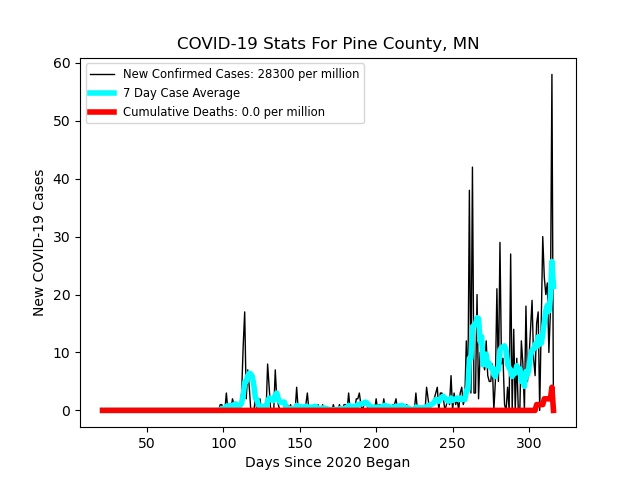 COVID-19 Stats For Pine County, MN
New Confirmed Cases: 28300 per million
7 Day Case Average
Cumulative Deaths: 0.0 per million
New COVID-19 Cases
60
50
40
30
20
10
0
50 100 150 200 250 300
Days Since 2020 Began